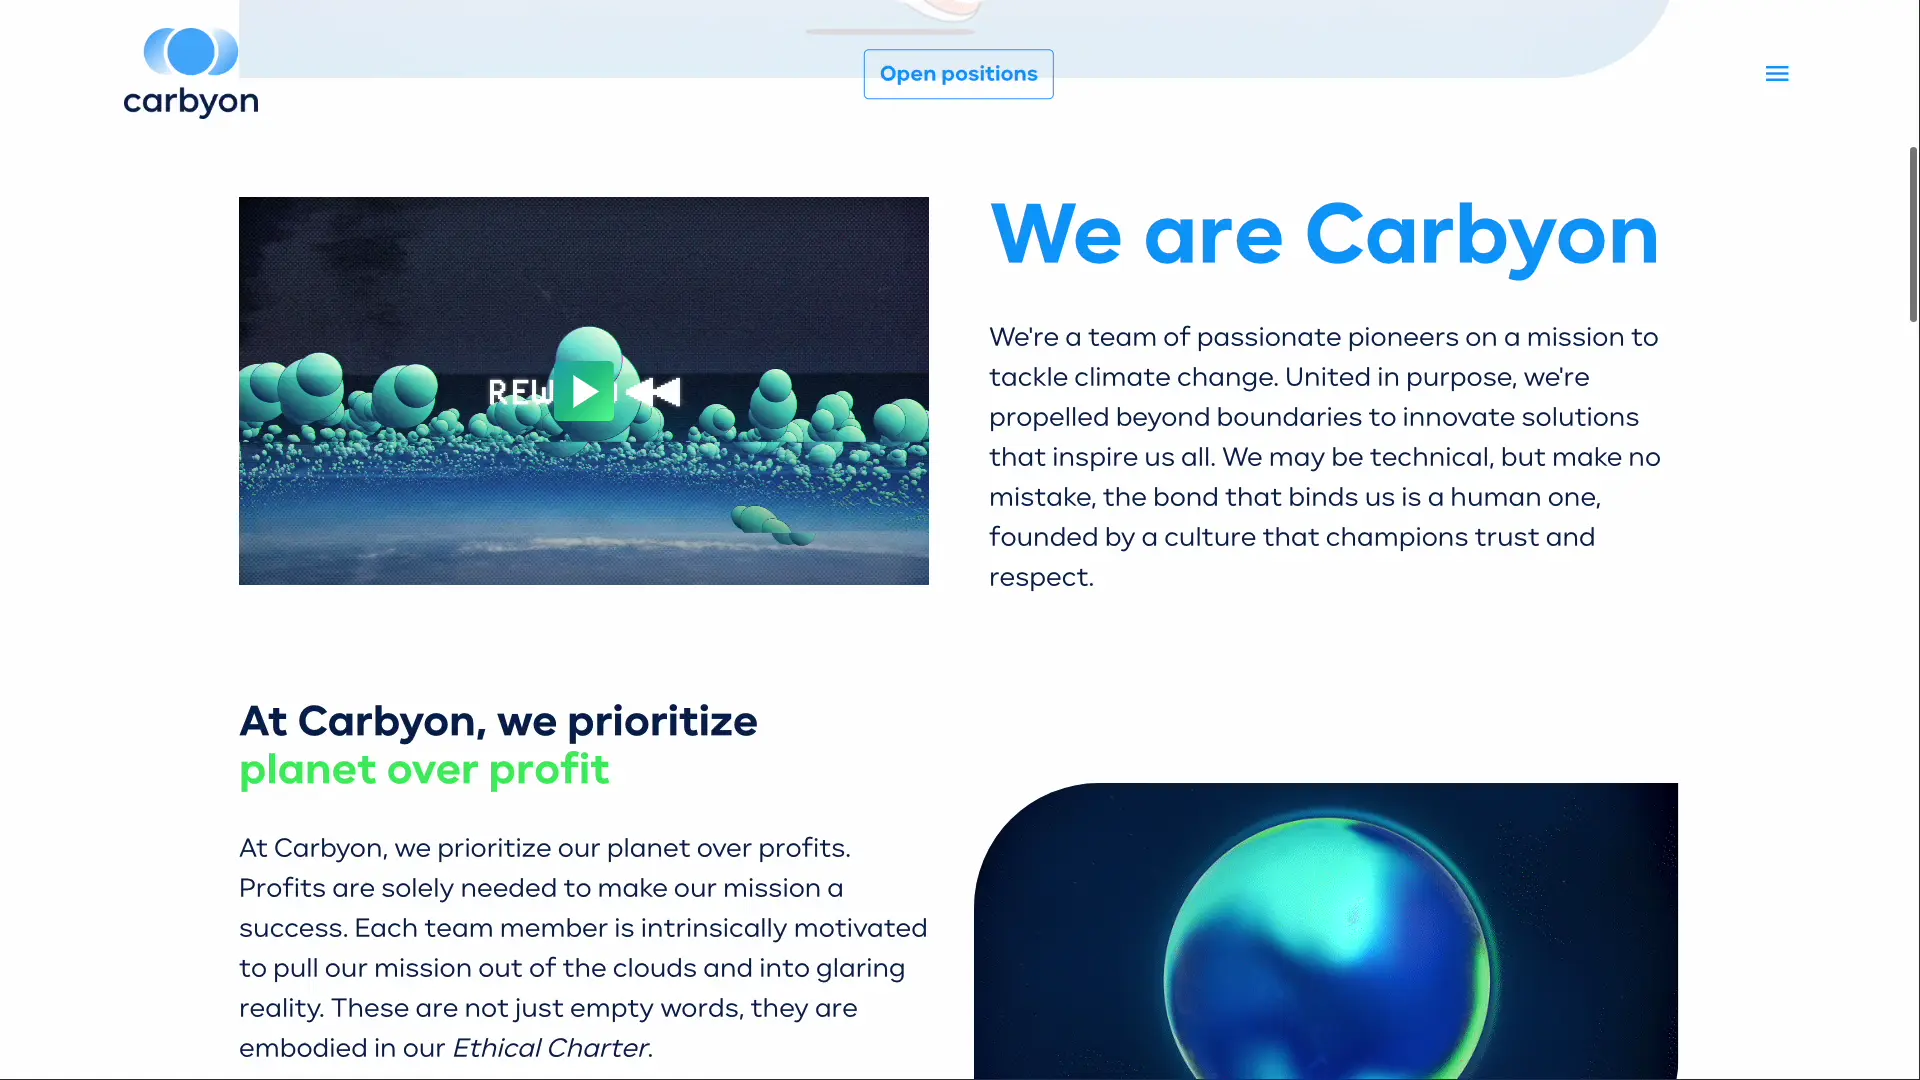 carbyon
Open positions
REW
We are Carbyon
We're a team of passionate pioneers on a mission to
tackle climate change. United in purpose, we're
propelled beyond boundaries to innovate solutions
that inspire us all. We may be technical, but make no
mistake, the bond that binds us is a human one,
founded by a culture that champions trust and
respect.
At Carbyon, we prioritize
planet over profit
At Carbyon, we prioritize our planet over profits.
Profits are solely needed to make our mission a
success. Each team member is intrinsically motivated
to pull our mission out of the clouds and into glaring
reality. These are not just empty words, they are
embodied in our Ethical Charter.